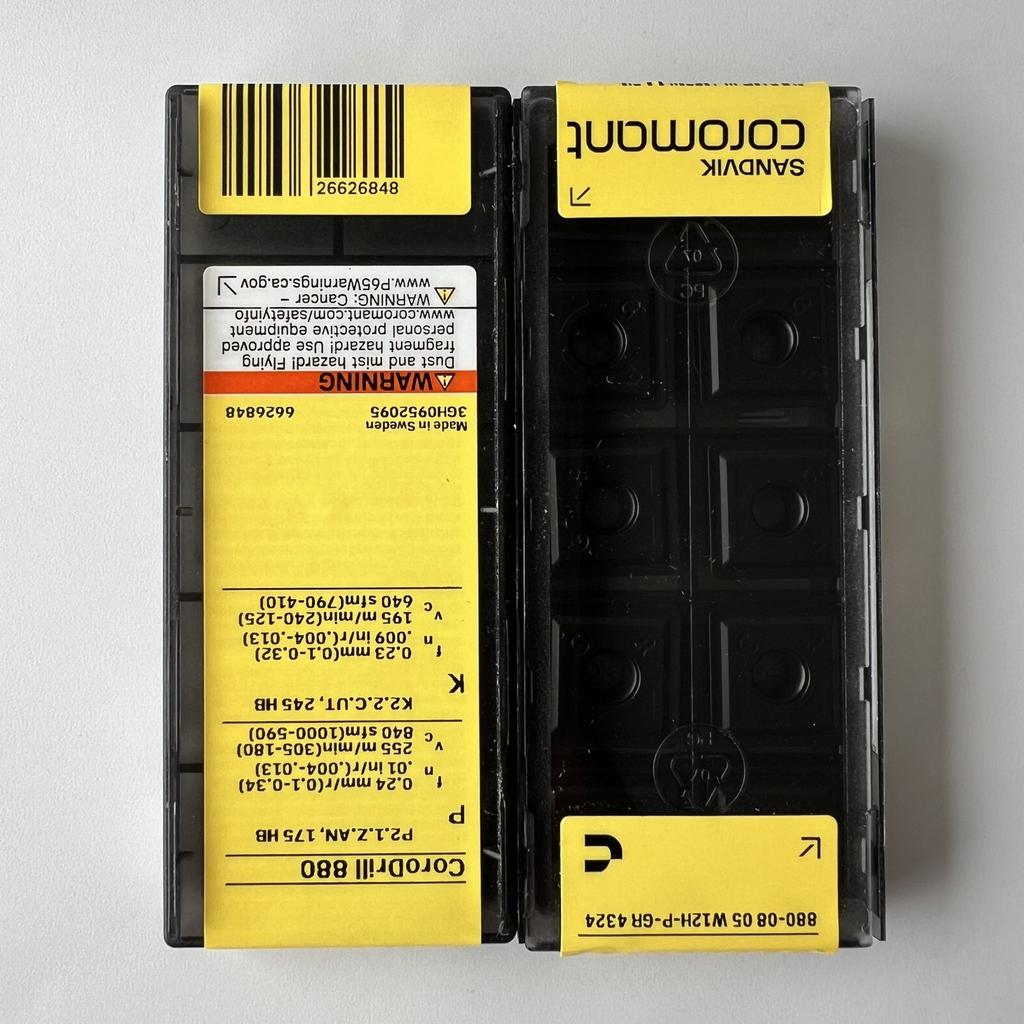 26626848
CoroDrill 880
P2.1.Z.AN, 175 HB
P
f n 0.24 mm/r(0.1-0.34)
.01 in/r(.004-.013)
v c 255 m/min(305-180)
840 sfm(1000-590)
K2.2.C.UT, 245 HB
K
f n 0.23 mm(0.1-0.32)
.009 in/r(.004-.013)
v c 195 m/min(240-125)
640 sfm(790-410)
Made in Sweden
3GH0952095 6626848
WARNING
Dust and mist hazard! Flying
fragment hazard! Use approved
personal protective equipment
www.coromant.com/safetyinfo
WARNING: Cancer –
www.P65Warnings.ca.gov
880-08 05 W12H-P-GR 4324
07
PC
07
PC
SANDVIK
coromant